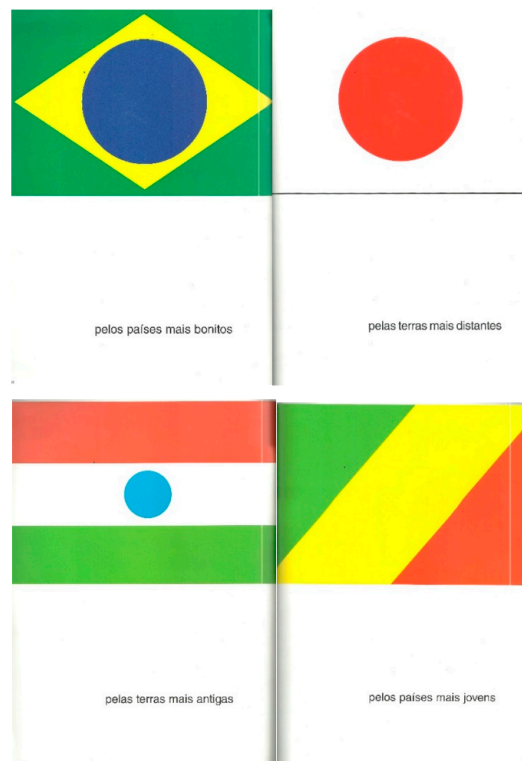 pelos países mais bonitos
pelas terras mais distantes
pelas terras mais antigas
pelos países mais jovens